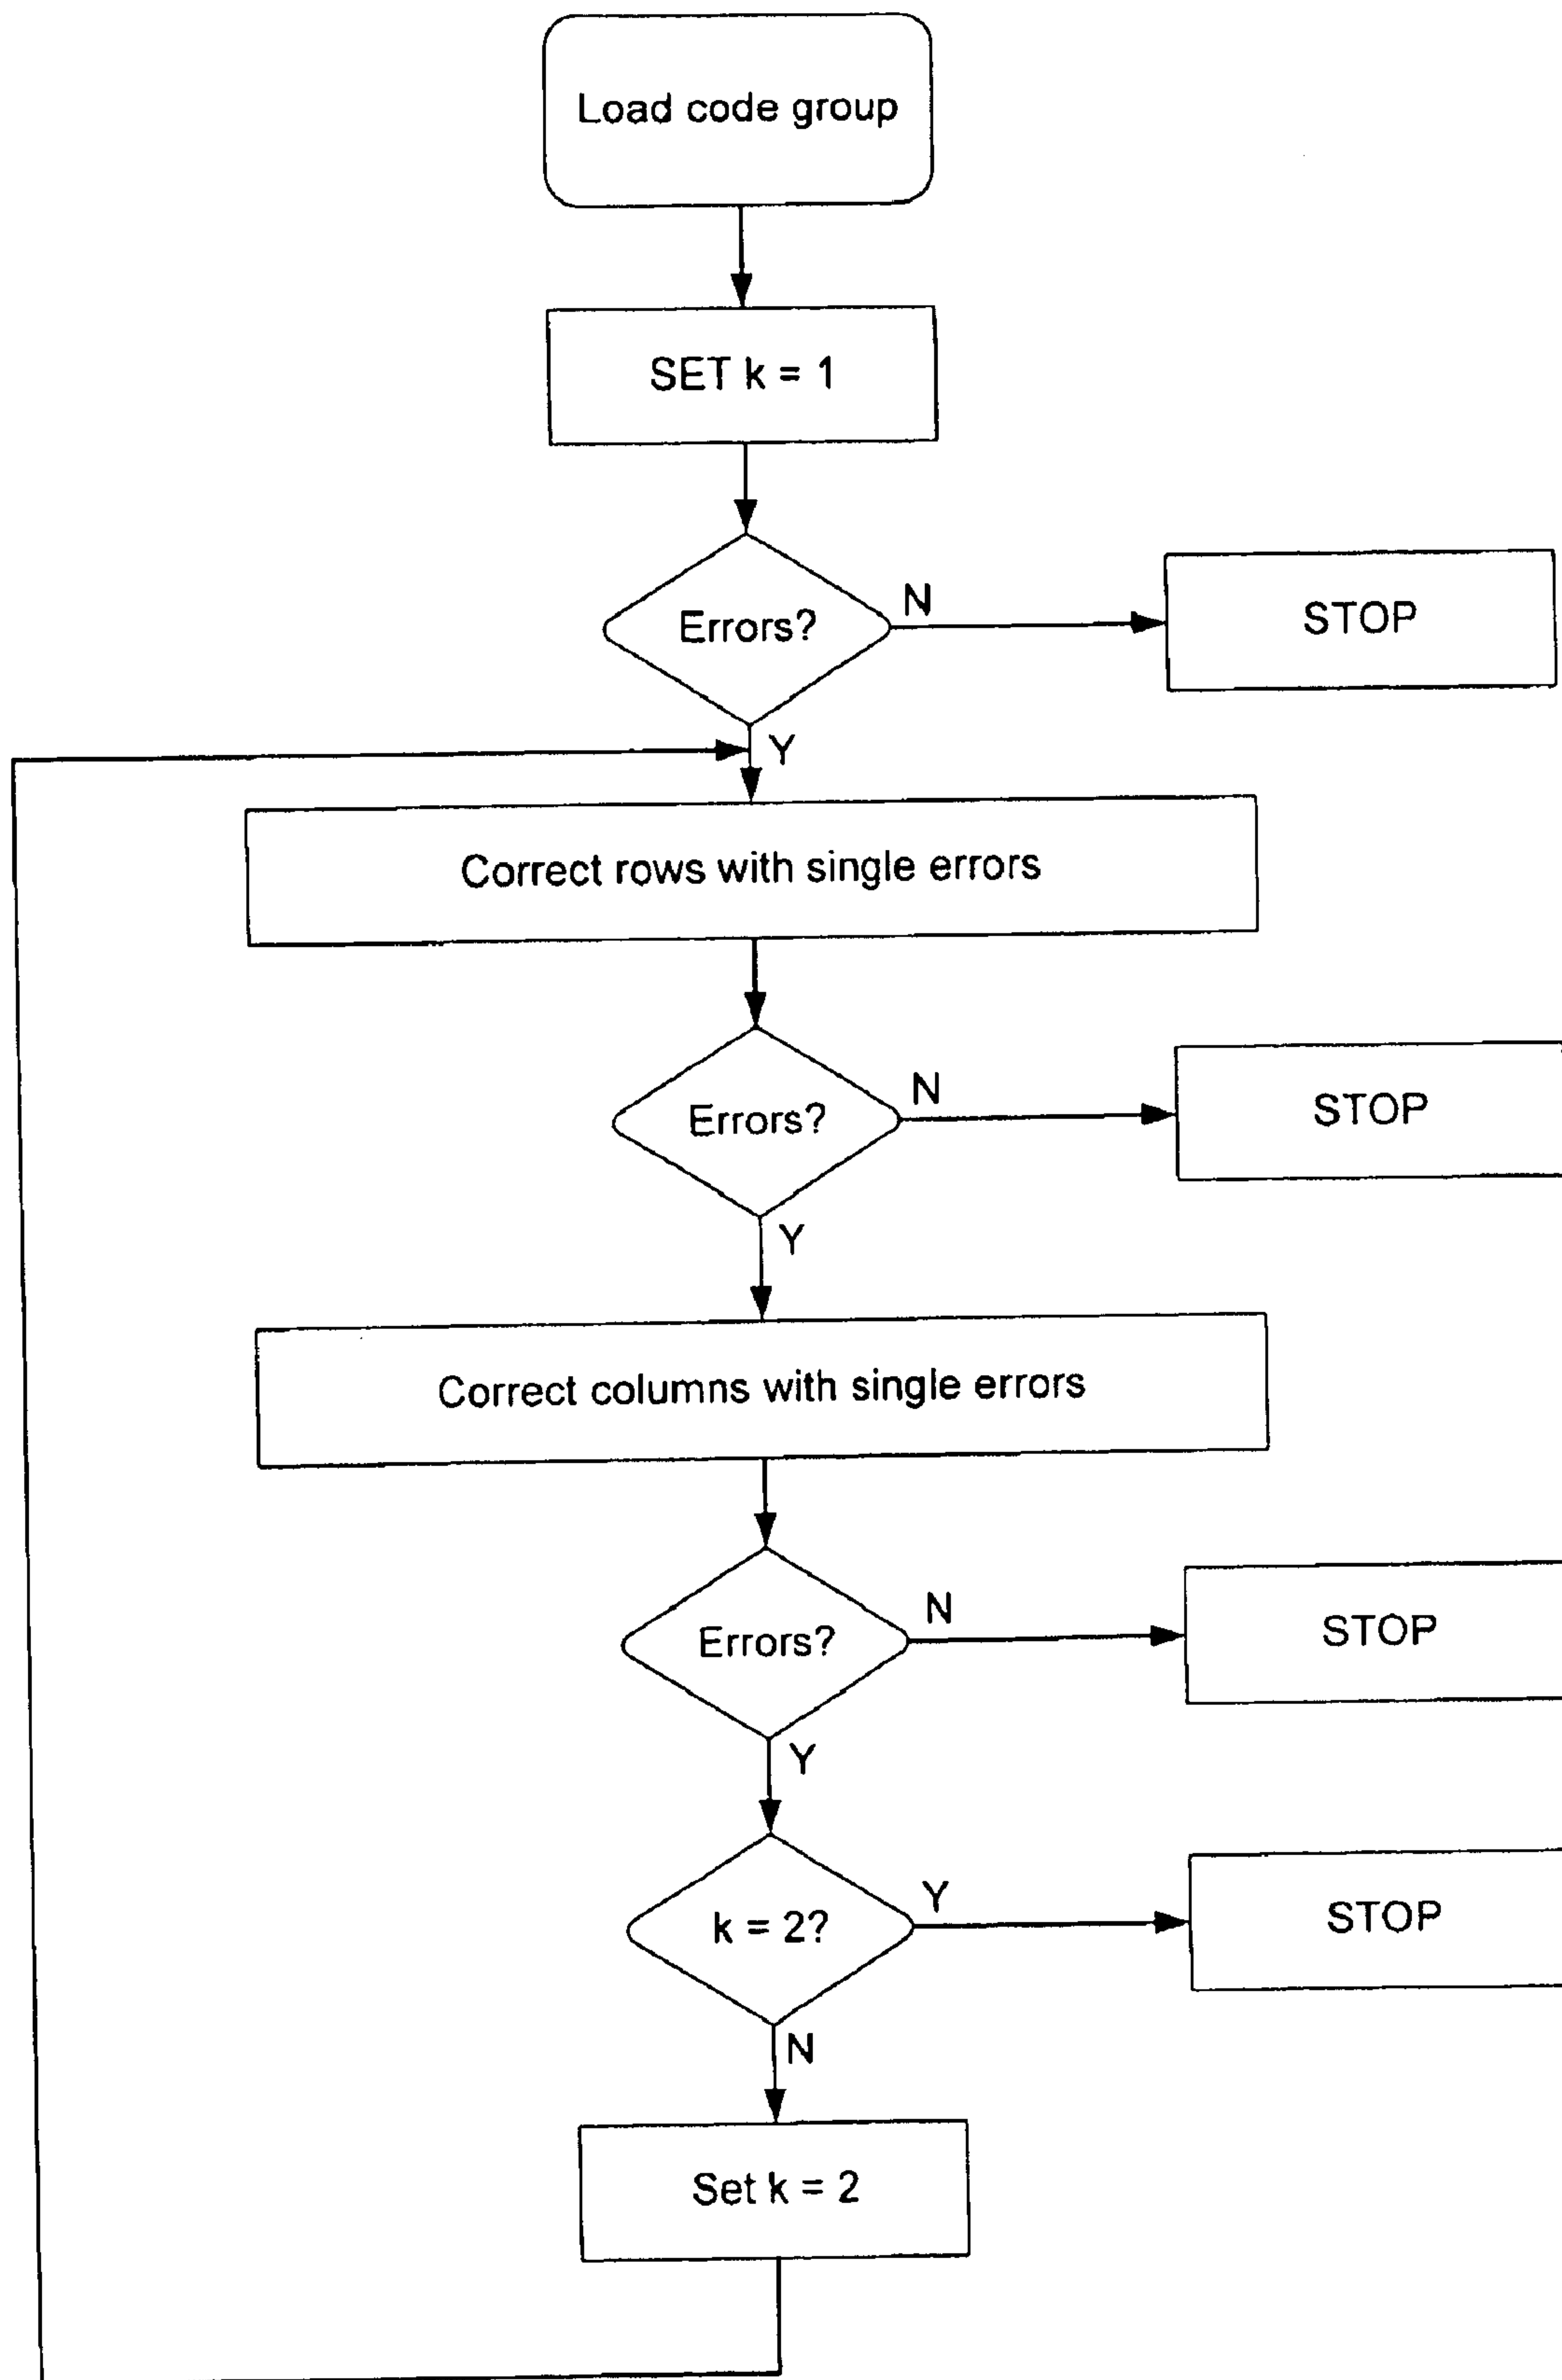 Load code group
SET k = 1
Errors?
N
STOP
Y
Correct rows with single errors
Errors?
N
STOP
Y
Correct columns with single errors
Errors?
N
STOP
Y
k = 2?
Y
STOP
N
Set k = 2